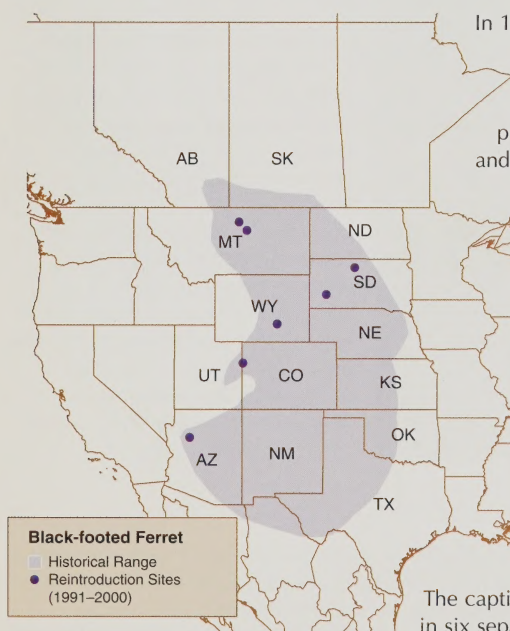 In 1
p
and
AB
SK
MT
ND
SD
WY
NE
UT
CO
KS
AZ
NM
OK
TX
Black-footed Ferret
Historical Range
Reintroduction Sites
(1991–2000)
The capti
in six sep